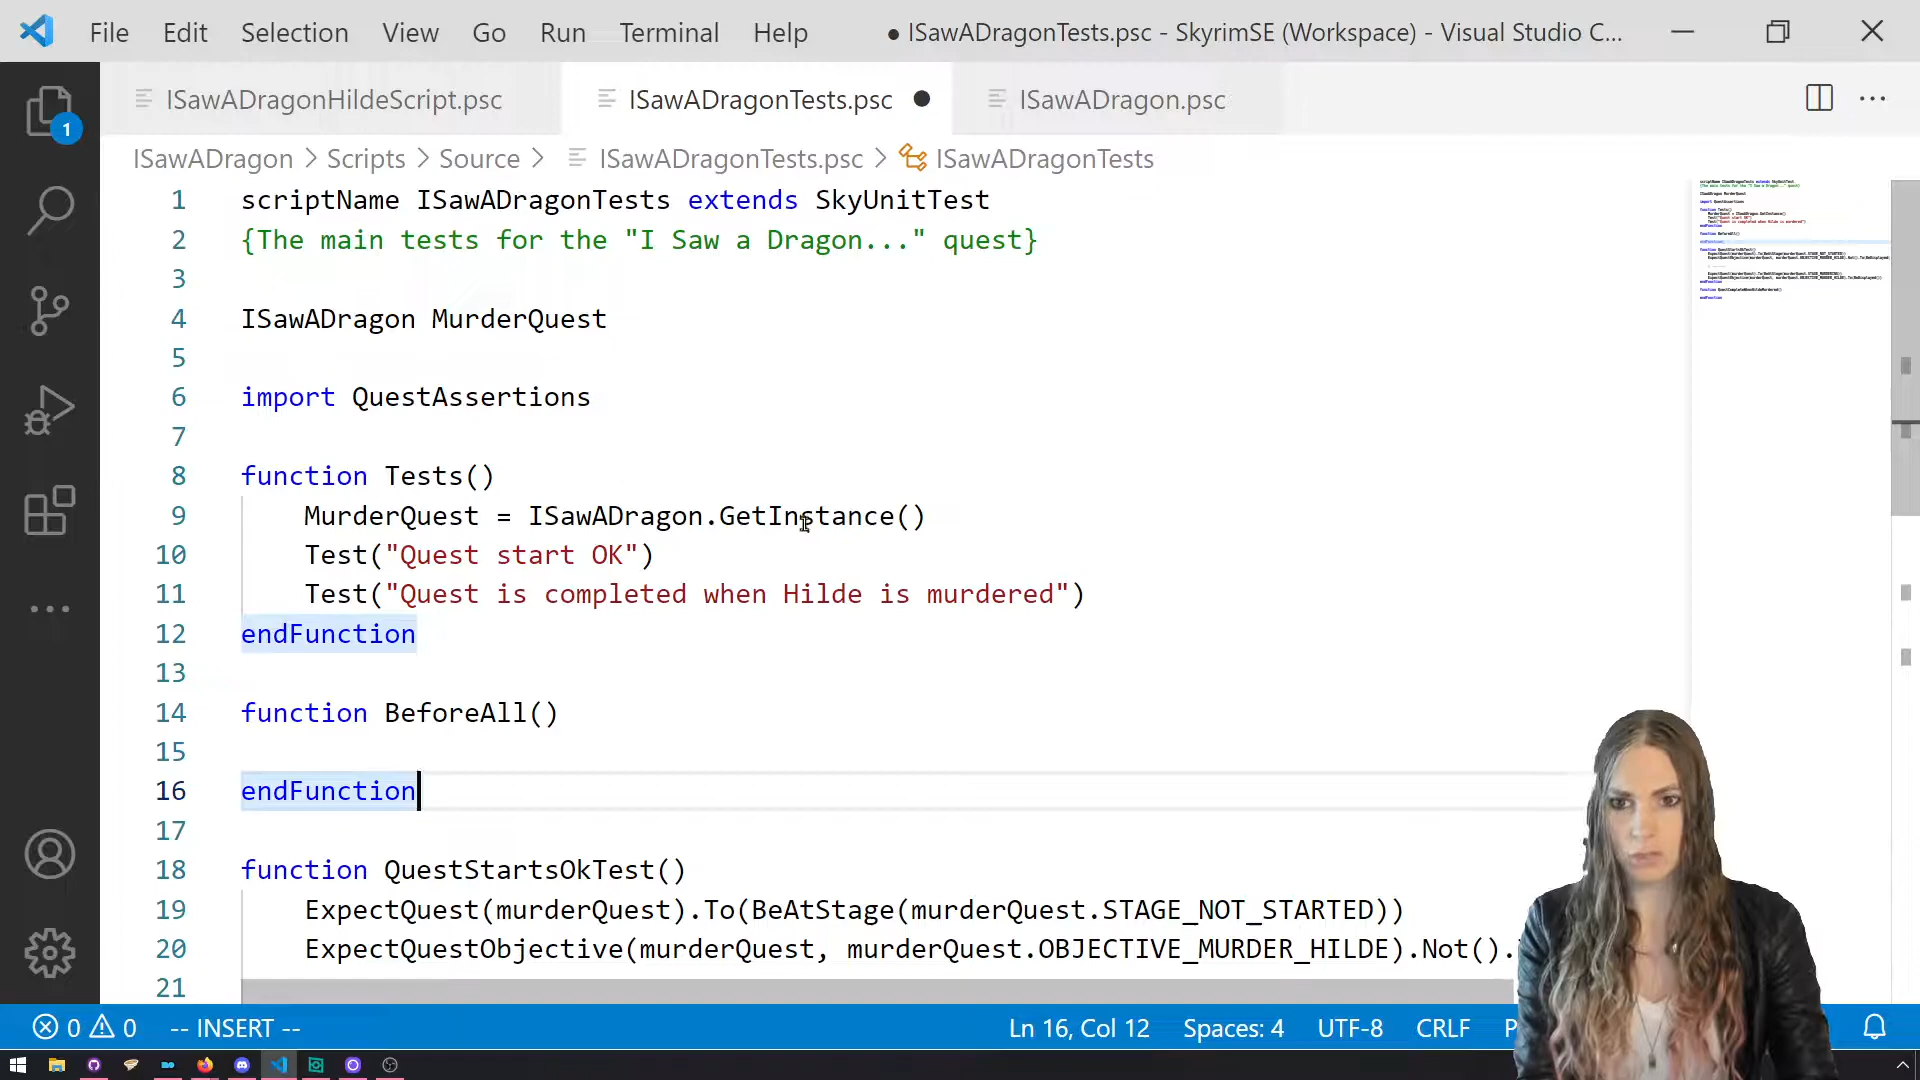 File Edit Selection View Go Run Terminal Help ● ISawADragonTests.psc - SkyrimSE (Workspace) - Visual Studio C...
ISawADragonHildeScript.psc ISawADragonTests.psc ISawADragon.psc
ISawADragon > Scripts > Source > ISawADragonTests.psc > ISawADragonTests
1
1 scriptName ISawADragonTests extends SkyUnitTest
2 {The main tests for the "I Saw a Dragon..." quest}
3
4 ISawADragon MurderQuest
5
6 import QuestAssertions
7
8 function Tests()
9 MurderQuest = ISawADragon.GetInstance()
10 Test("Quest start OK")
11 Test("Quest is completed when Hilde is murdered")
12 endFunction
13
14 function BeforeAll()
15
16 endFunction
17
18 function QuestStartsOkTest()
19 ExpectQuest(murderQuest).To(BeAtStage(murderQuest.STAGE_NOT_STARTED))
20 ExpectQuestObjective(murderQuest, murderQuest.OBJECTIVE_MURDER_HILDE).Not().
21
0 0 -- INSERT -- Ln 16, Col 12 Spaces: 4 UTF-8 CRLF P